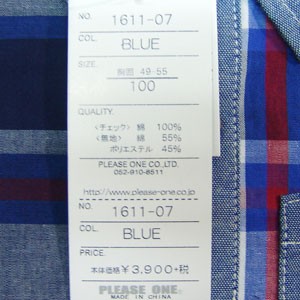 NO. 1611-07
COL. BLUE
SIZE. 胸囲 49-55
100
QUALITY.
<チェック> 綿 100%
<無地> 綿 55%
ポリエステル 45%
PLEASE ONE CO.,LTD.
052-910-8511
http://www.please-one.co.jp
NO. 1611-07
COL. BLUE
PRICE.
本体価格 ¥3,900+税
PLEASE ONE.
MADE IN CHINA